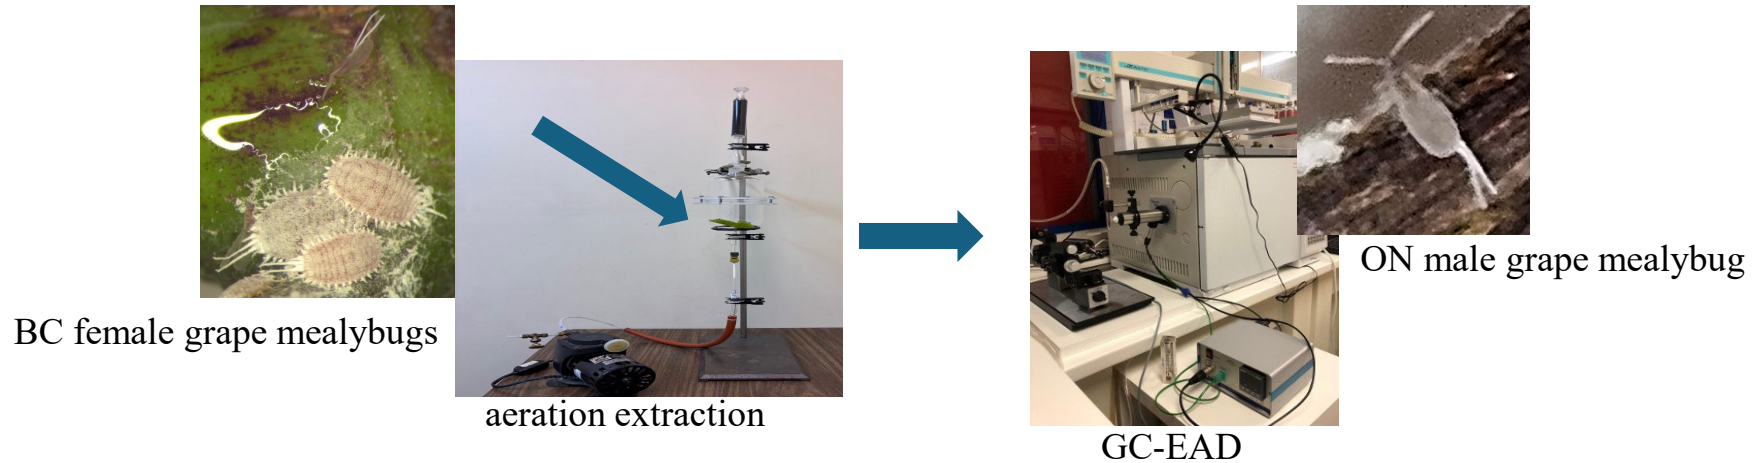 BC female grape mealybugs
aeration extraction
GC-EAD
ON male grape mealybug